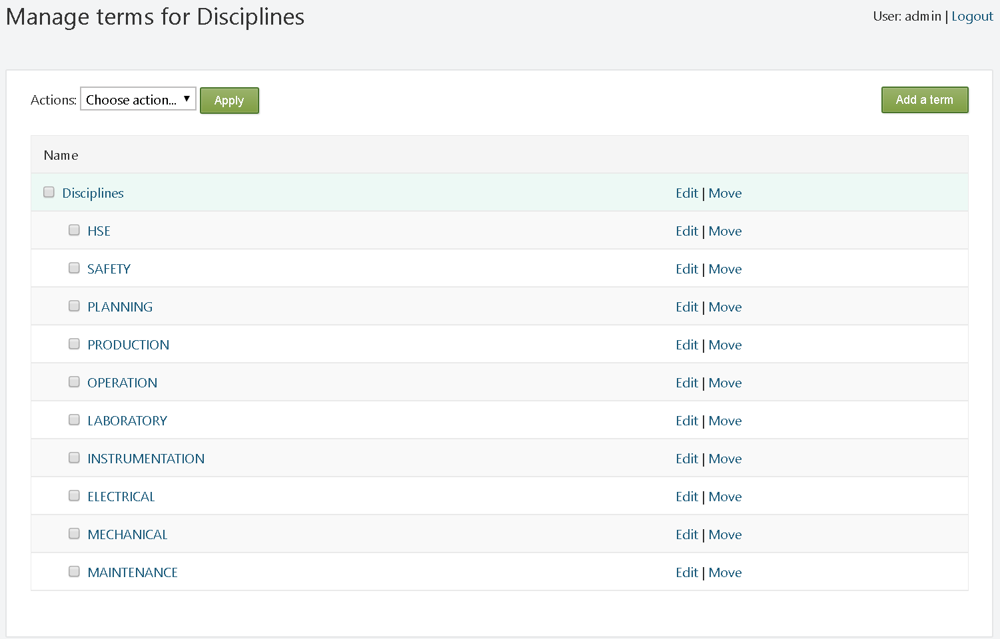 Manage terms for Disciplines
User: admin | Logout
Actions: Choose action... Apply
Add a term
Name
Disciplines Edit | Move
HSE Edit | Move
SAFETY Edit | Move
PLANNING Edit | Move
PRODUCTION Edit | Move
OPERATION Edit | Move
LABORATORY Edit | Move
INSTRUMENTATION Edit | Move
ELECTRICAL Edit | Move
MECHANICAL Edit | Move
MAINTENANCE Edit | Move